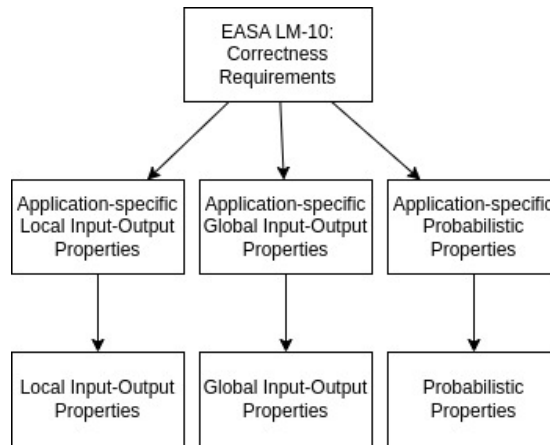 EASA LM-10:
Correctness
Requirements
Application-specific
Local Input-Output
Properties
Application-specific
Global Input-Output
Properties
Application-specific
Probabilistic
Properties
Local Input-Output
Properties
Global Input-Output
Properties
Probabilistic
Properties